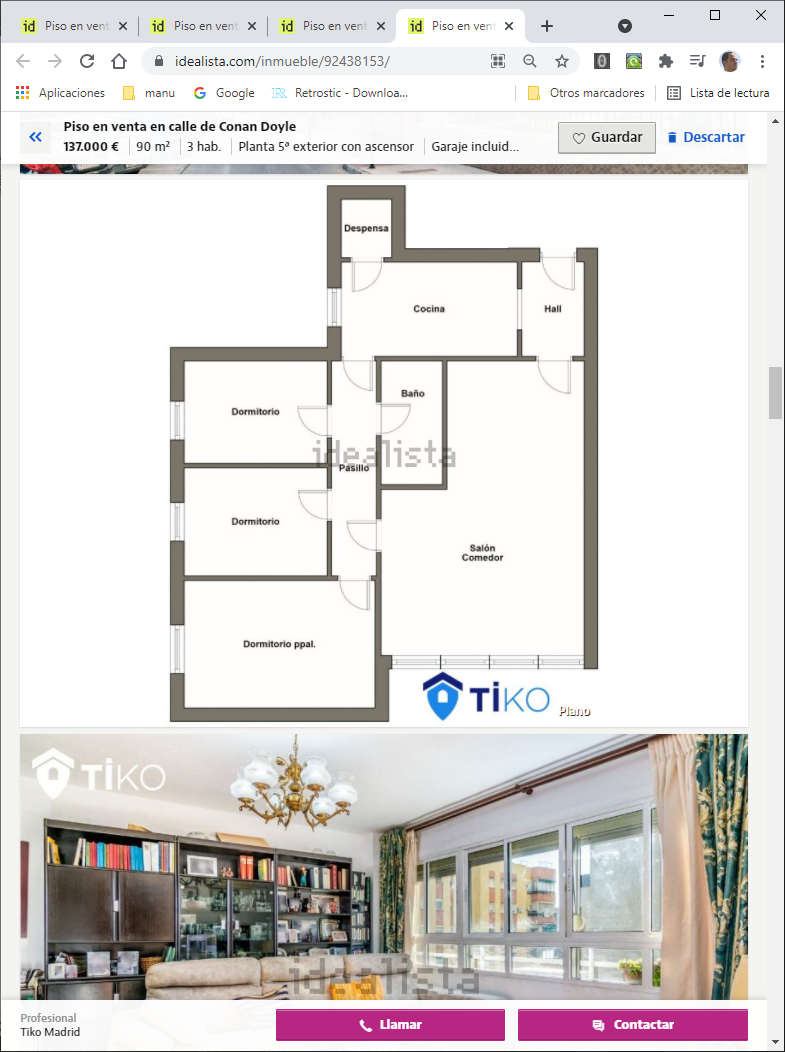 id Piso en vent
id Piso en vent
id Piso en vent
id Piso en vent
idealista.com/inmueble/92438153/
Aplicaciones
manu
Google
Retrostic - Downloa...
Otros marcadores
Lista de lectura
Piso en venta en calle de Conan Doyle
137.000 €
90 m²
3 hab.
Planta 5ª exterior con ascensor
Garaje incluid...
Guardar
Descartar
Despensa
Cocina
Hall
Baño
Dormitorio
idealista
Pasillo
Dormitorio
Salón
Comedor
Dormitorio ppal.
TiKO
Plano
TiKO
idealista
Profesional
Tiko Madrid
Llamar
Contactar